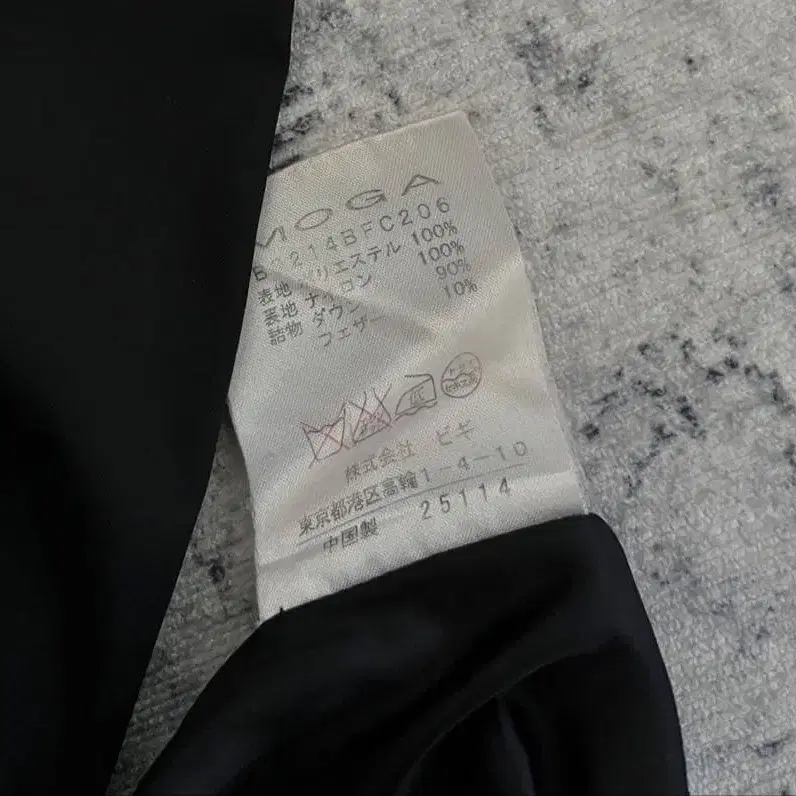 MOGA
B6214BFC206
表地 ポリエステル 100%
裏地 ナイロン 100%
詰物 ダウン 90%
フェザー 10%
株式会社 ビギ
東京都港区高輪1-4-10
中国製 25114